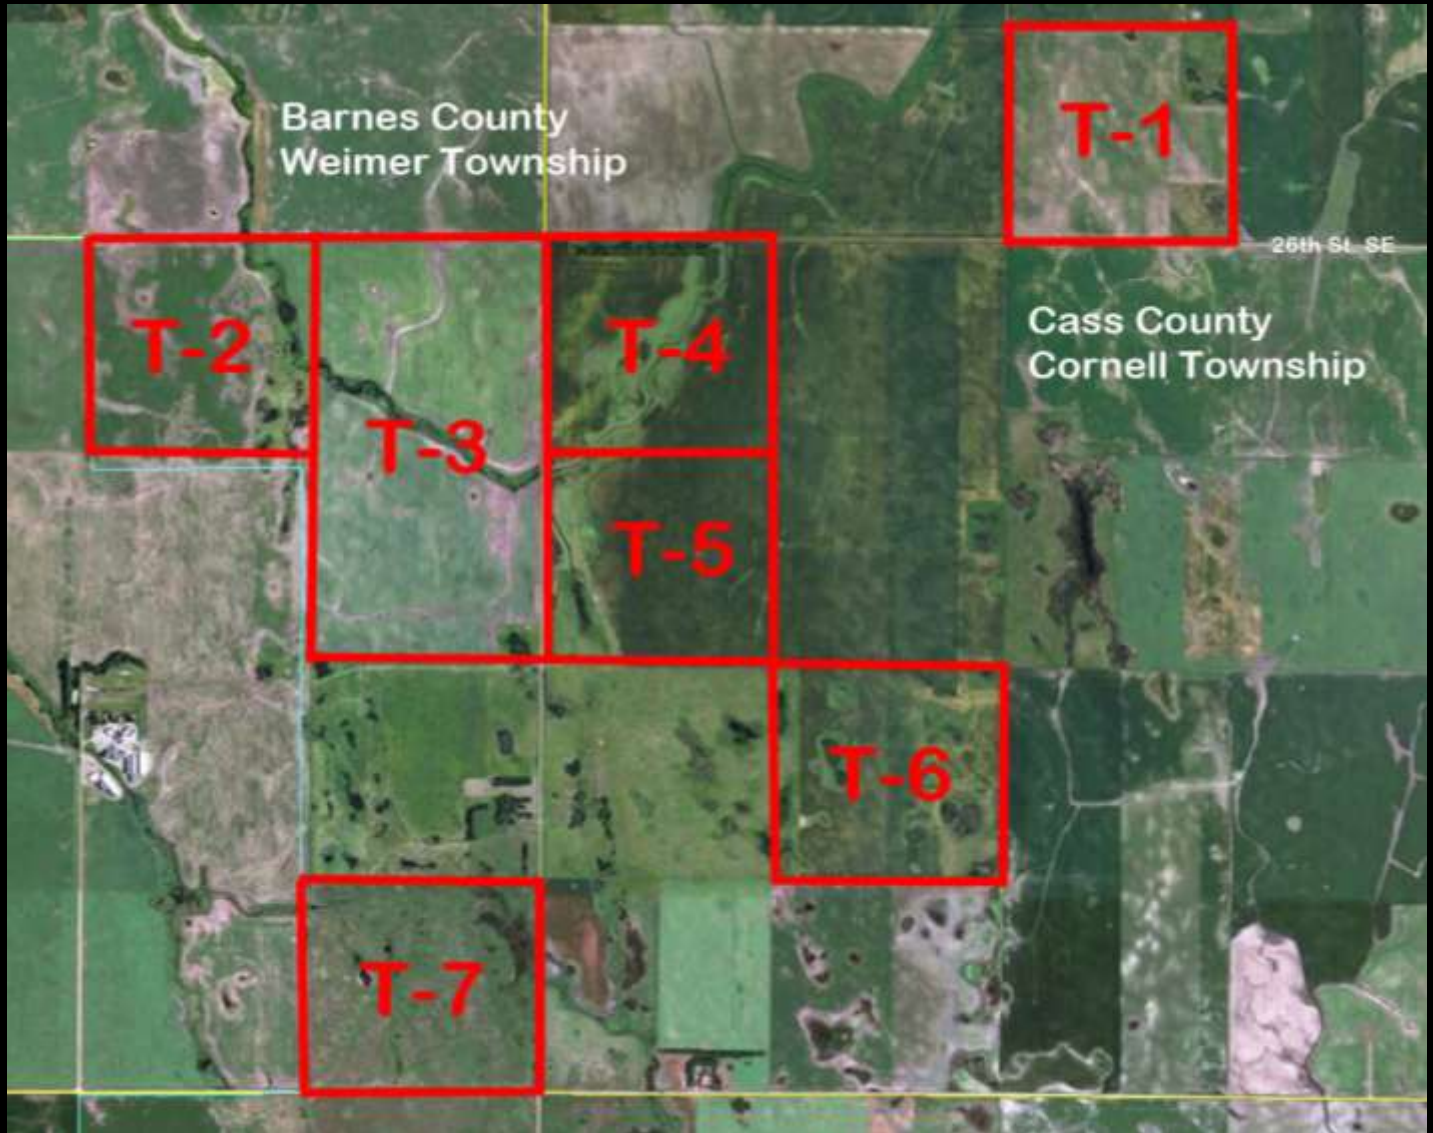 Barnes County
Weimer Township
T-1
26th St SE
T-2
T-3
T-4
Cass County
Cornell Township
T-5
T-6
T-7